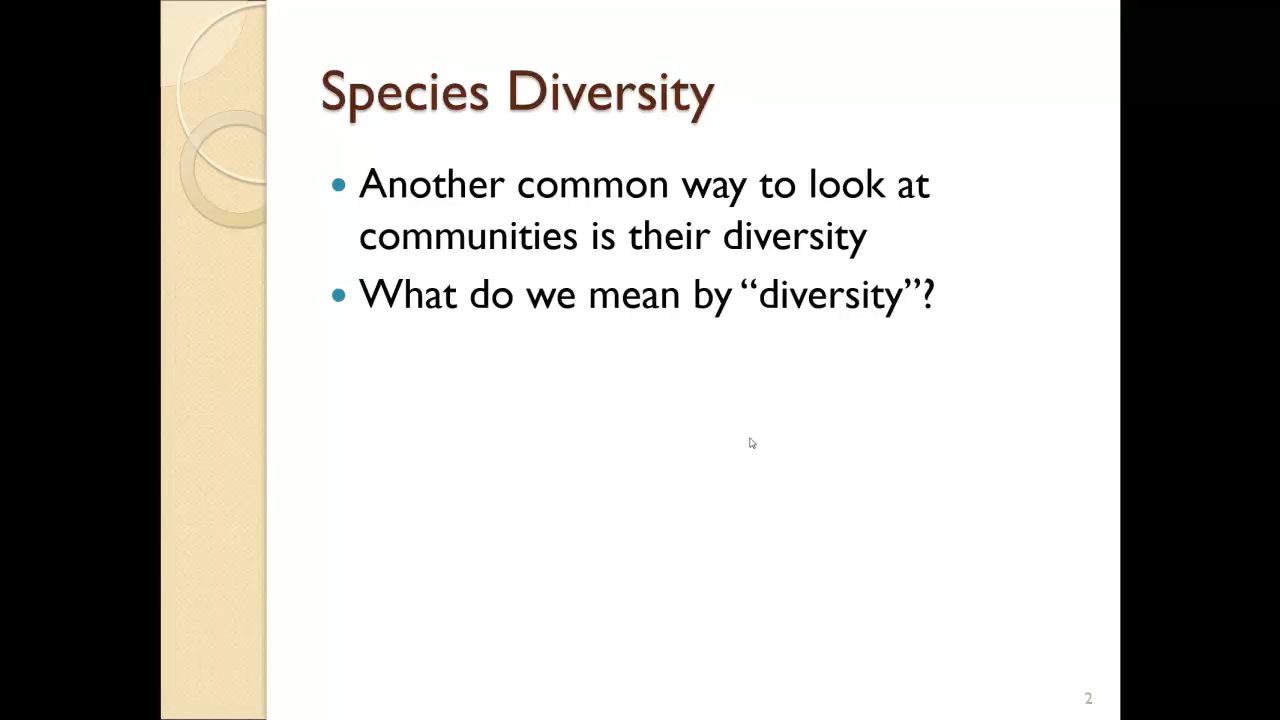 Species Diversity
• Another common way to look at
communities is their diversity
• What do we mean by “diversity”?
2